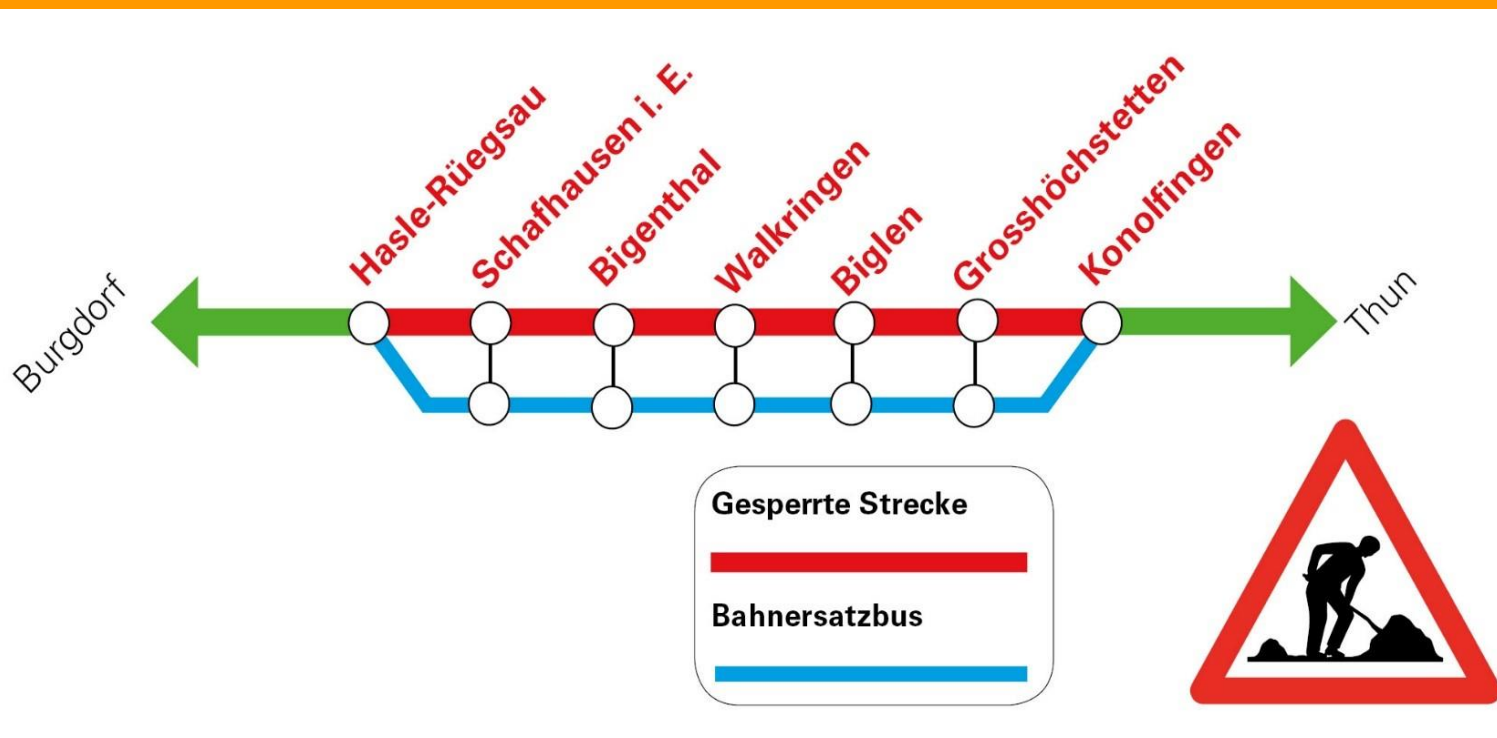 Burgdorf
Hasle-Rüegsau
Schafhausen i. E.
Bigenthal
Walkringen
Biglen
Grosshöchstetten
Konolfingen
Thun
Gesperrte Strecke
Bahnersatzbus